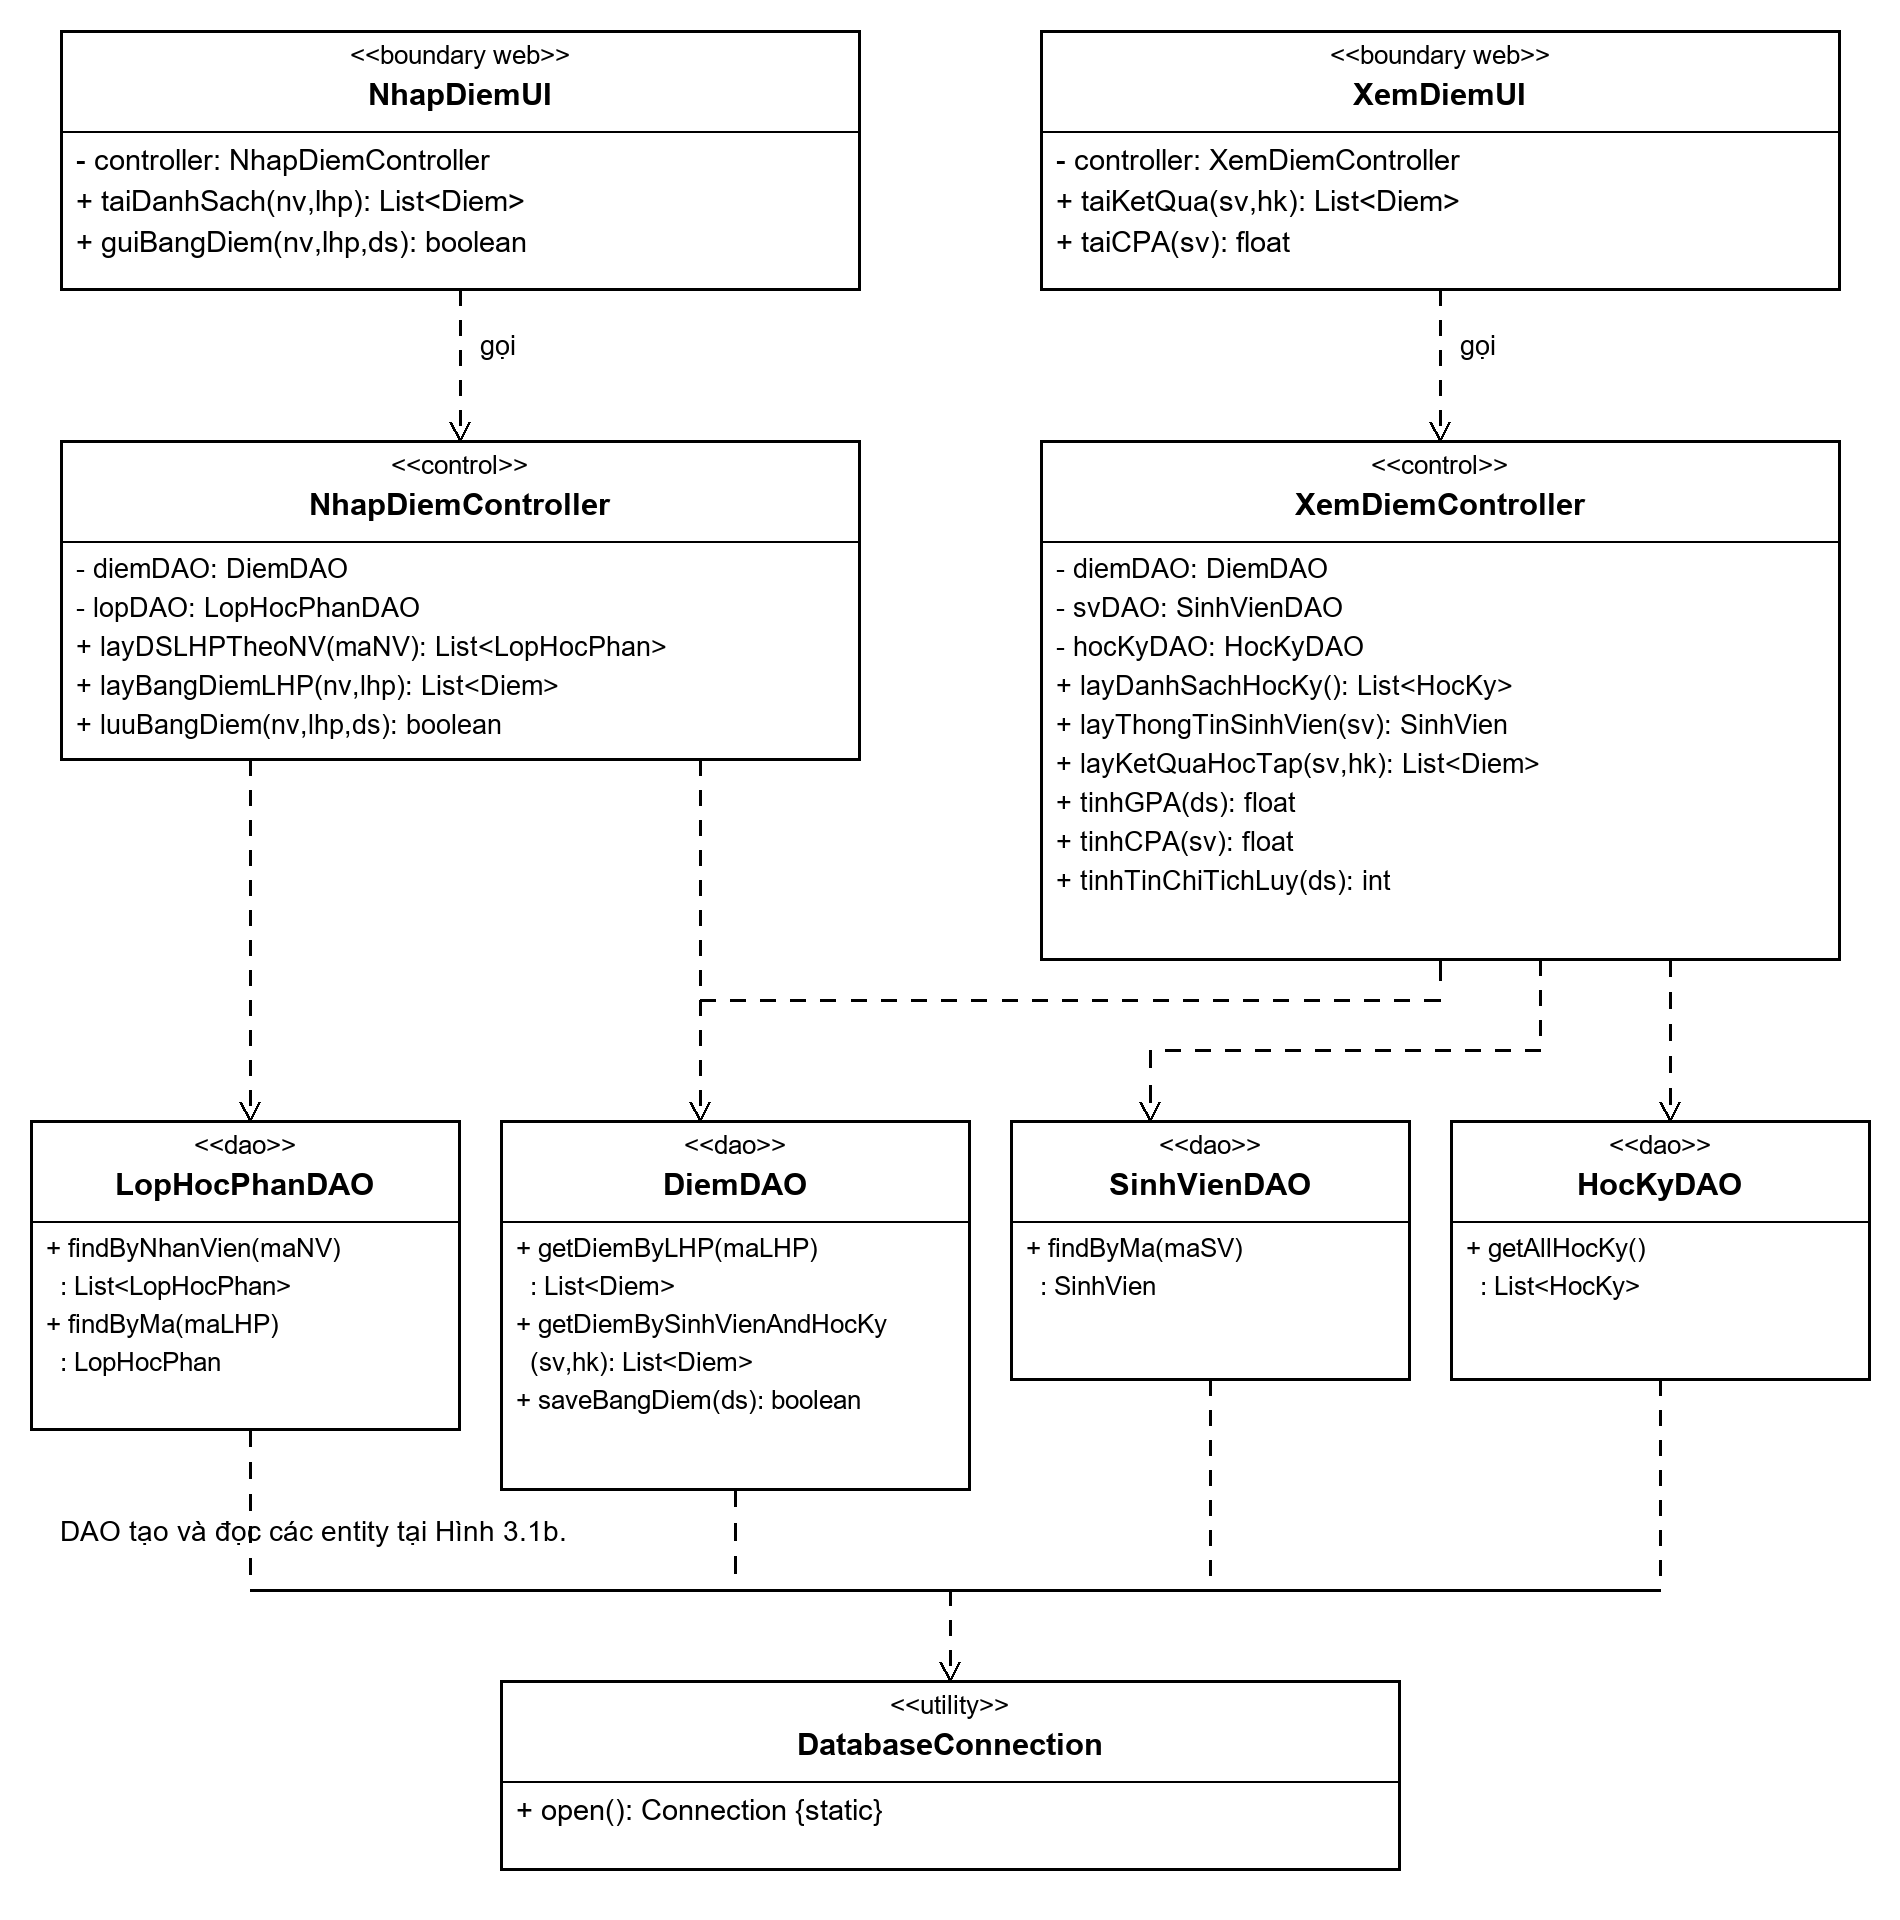 <<boundary web>>
NhapDiemUI
- controller: NhapDiemController
+ taiDanhSach(nv,lhp): List<Diem>
+ guiBangDiem(nv,lhp,ds): boolean
<<boundary web>>
XemDiemUI
- controller: XemDiemController
+ taiKetQua(sv,hk): List<Diem>
+ taiCPA(sv): float
gọi
gọi
<<control>>
NhapDiemController
- diemDAO: DiemDAO
- lopDAO: LopHocPhanDAO
+ layDSLHPTheoNV(maNV): List<LopHocPhan>
+ layBangDiemLHP(nv,lhp): List<Diem>
+ luuBangDiem(nv,lhp,ds): boolean
<<control>>
XemDiemController
- diemDAO: DiemDAO
- svDAO: SinhVienDAO
- hocKyDAO: HocKyDAO
+ layDanhSachHocKy(): List<HocKy>
+ layThongTinSinhVien(sv): SinhVien
+ layKetQuaHocTap(sv,hk): List<Diem>
+ tinhGPA(ds): float
+ tinhCPA(sv): float
+ tinhTinChiTichLuy(ds): int
<<dao>>
LopHocPhanDAO
+ findByNhanVien(maNV)
: List<LopHocPhan>
+ findByMa(maLHP)
: LopHocPhan
<<dao>>
DiemDAO
+ getDiemByLHP(maLHP)
: List<Diem>
+ getDiemBySinhVienAndHocKy
(sv,hk): List<Diem>
+ saveBangDiem(ds): boolean
<<dao>>
SinhVienDAO
+ findByMa(maSV)
: SinhVien
<<dao>>
HocKyDAO
+ getAllHocKy()
: List<HocKy>
DAO tạo và đọc các entity tại Hình 3.1b.
<<utility>>
DatabaseConnection
+ open(): Connection {static}